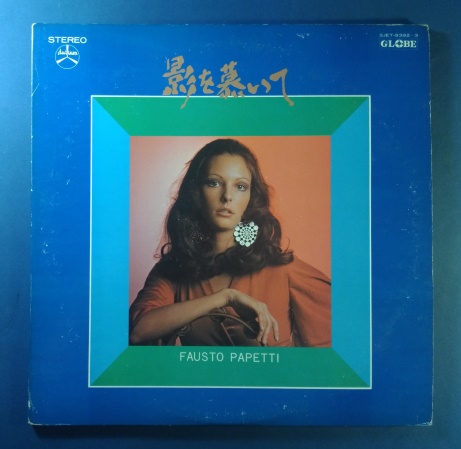 STEREO
GLOBE
影を慕いて
FAUSTO PAPETTI